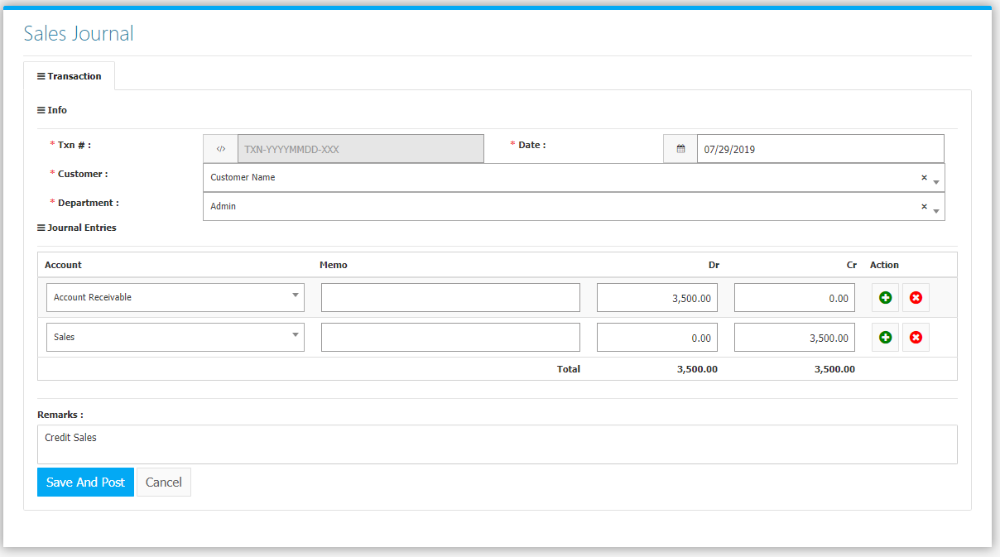 Sales Journal
Transaction
Info
* Txn # : </> TXN-YYYYMMDD-XXX * Date : 07/29/2019
* Customer : Customer Name ×
* Department : Admin ×
Journal Entries
Account Memo Dr Cr Action
Account Receivable 3,500.00 0.00
Sales 0.00 3,500.00
Total 3,500.00 3,500.00
Remarks :
Credit Sales
Save And Post Cancel